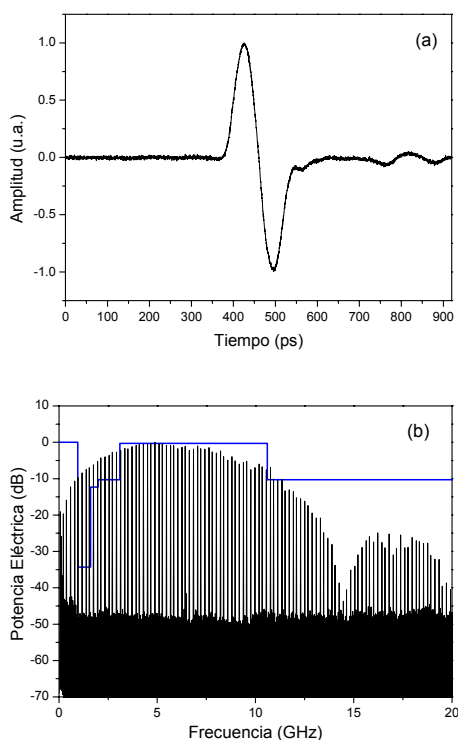 (a)
1.0
0.5
0.0
-0.5
-1.0
Amplitud (u.a.)
0 100 200 300 400 500 600 700 800 900
Tiempo (ps)
(b)
10
0
-10
-20
-30
-40
-50
-60
-70
Potencia Eléctrica (dB)
0 5 10 15 20
Frecuencia (GHz)